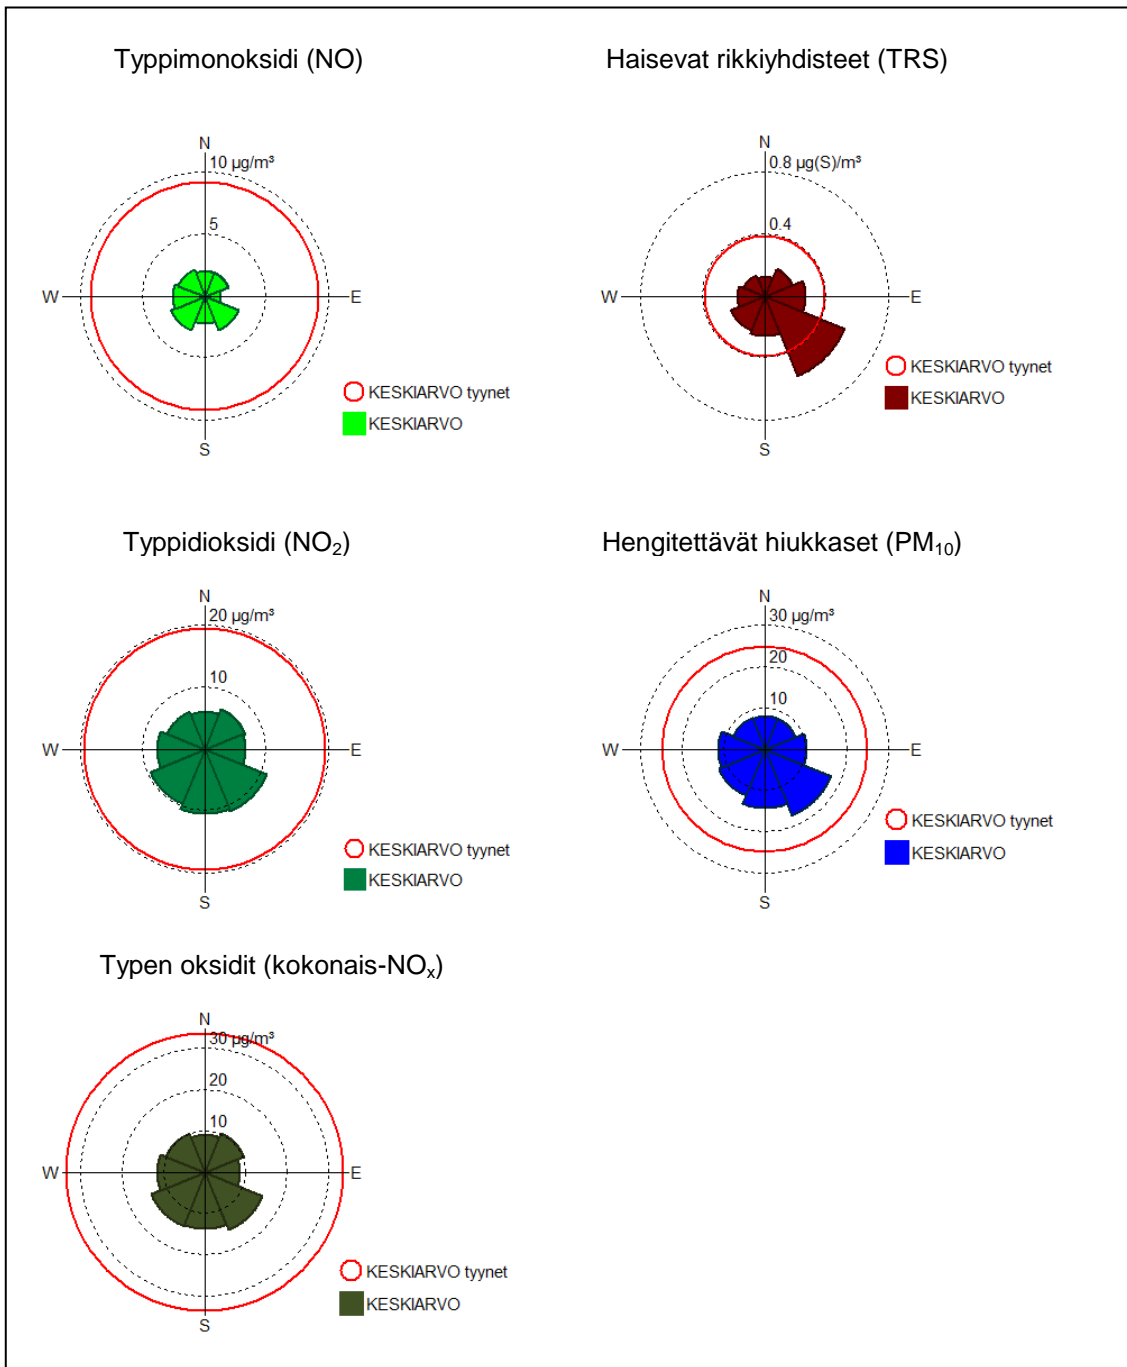 Typpimonoksidi (NO)
N
10 µg/m³
5
W
E
S
KESKIARVO tyynet
KESKIARVO
Haisevat rikkiyhdisteet (TRS)
N
0.8 µg(S)/m³
0.4
W
E
S
KESKIARVO tyynet
KESKIARVO
Typpidioksidi (NO₂)
N
20 µg/m³
10
W
E
S
KESKIARVO tyynet
KESKIARVO
Hengitettävät hiukkaset (PM₁₀)
N
30 µg/m³
20
10
W
E
S
KESKIARVO tyynet
KESKIARVO
Typen oksidit (kokonais-NOₓ)
N
30 µg/m³
20
10
W
E
S
KESKIARVO tyynet
KESKIARVO